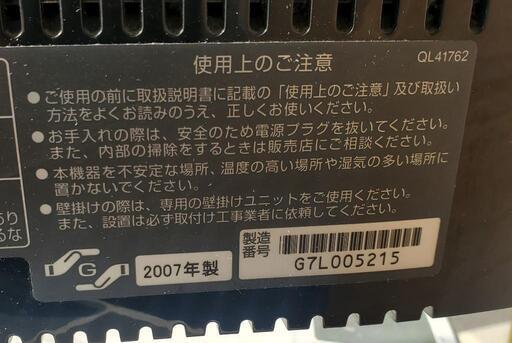 使用上のご注意
QL41762
●ご使用の前に取扱説明書に記載の「使用上のご注意」及び取扱い
方法をよくお読みのうえ、正しくお使いください。
●お手入れの際は、安全のため電源プラグを抜いてください。
また、内部の掃除をするときは販売店にご相談ください。
●本機器を不安定な場所、温度の高い場所や湿気の多い場所に
置かないでください。
●壁掛けの際は、専用の壁掛けユニットをご使用ください。
また、設置は必ず取付け工事業者に依頼してください。
G
2007年製
製造
番号
G7L005215